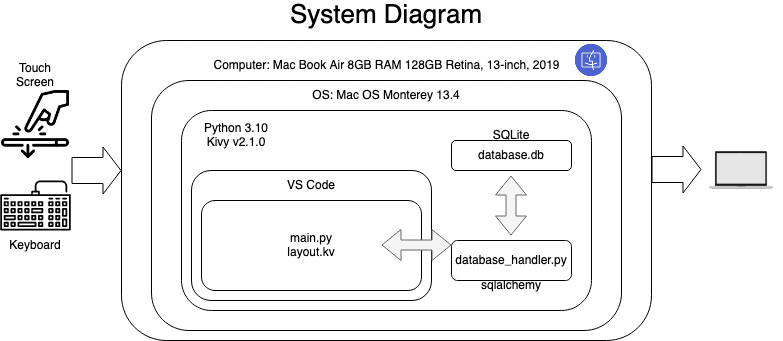 System Diagram
Touch
Screen
Keyboard
Computer: Mac Book Air 8GB RAM 128GB Retina, 13-inch, 2019
OS: Mac OS Monterey 13.4
Python 3.10
Kivy v2.1.0
VS Code
main.py
layout.kv
SQLite
database.db
database_handler.py
sqlalchemy